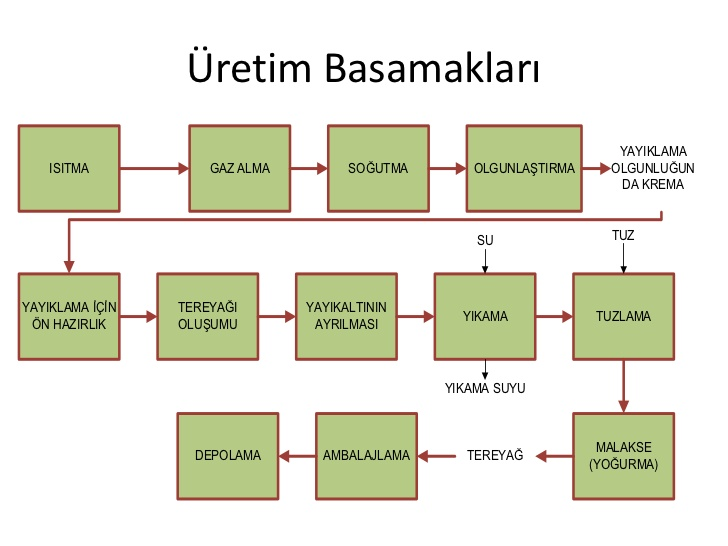 Üretim Basamakları
ISITMA
GAZ ALMA
SOĞUTMA
OLGUNLAŞTIRMA
YAYIKLAMA
OLGUNLUĞUN
DA KREMA
SU
TUZ
YAYIKLAMA İÇİN
ÖN HAZIRLIK
TEREYAĞI
OLUŞUMU
YAYIKALTININ
AYRILMASI
YIKAMA
TUZLAMA
YIKAMA SUYU
DEPOLAMA
AMBALAJLAMA
TEREYAĞ
MALAKSE
(YOĞURMA)